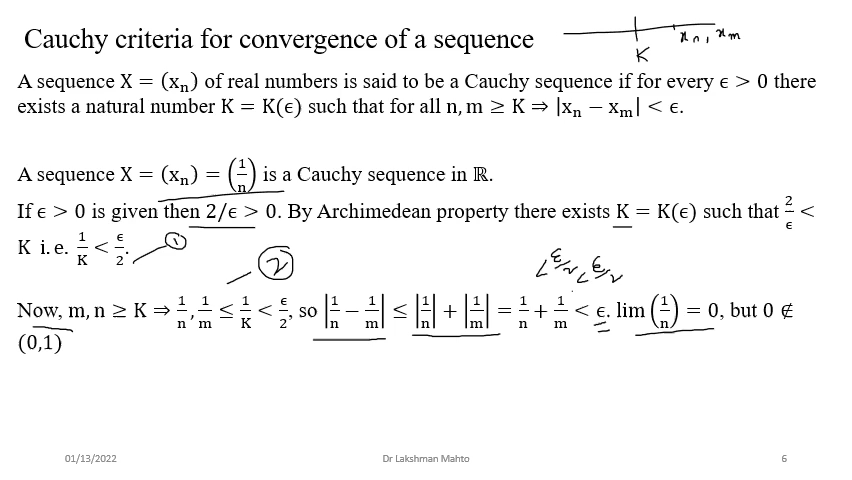 Cauchy criteria for convergence of a sequence
K
xₙ, xₘ
A sequence X = (xₙ) of real numbers is said to be a Cauchy sequence if for every ϵ > 0 there
exists a natural number K = K(ϵ) such that for all n, m ≥ K ⇒ |xₙ − xₘ| < ϵ.
A sequence X = (xₙ) = (1/n) is a Cauchy sequence in ℝ.
If ϵ > 0 is given then 2/ϵ > 0. By Archimedean property there exists K = K(ϵ) such that 2/ϵ <
K i.e. 1/K < ϵ/2. ①
② < ε/2 < ε/2
Now, m, n ≥ K ⇒ 1/n, 1/m ≤ 1/K < ϵ/2, so |1/n − 1/m| ≤ |1/n| + |1/m| = 1/n + 1/m < ϵ. lim (1/n) = 0, but 0 ∉
(0,1)
01/13/2022 Dr Lakshman Mahto 6